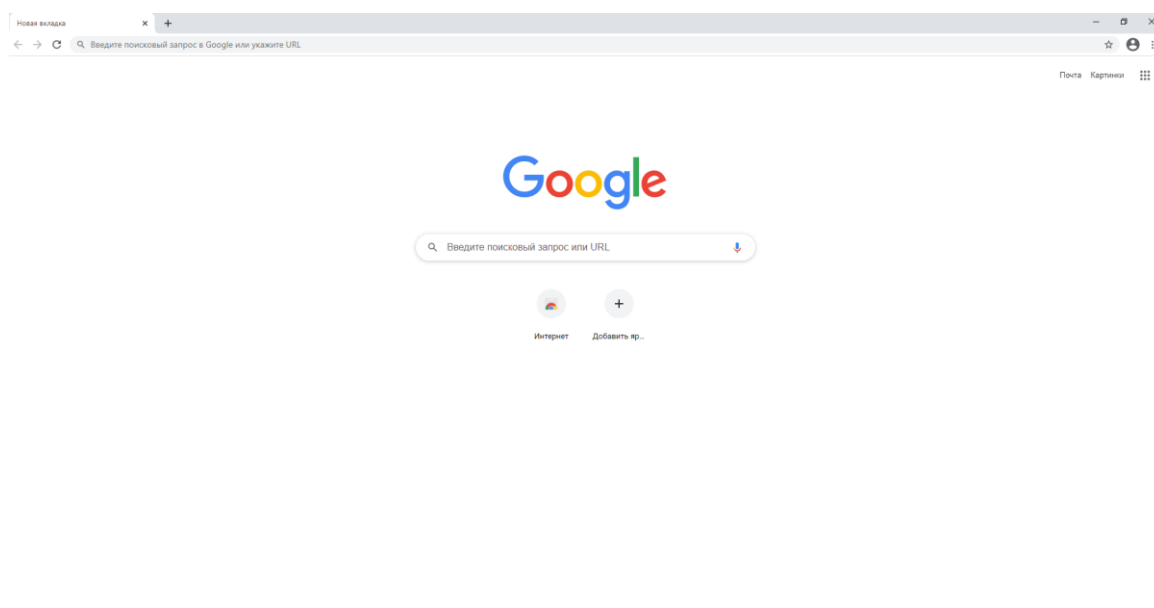 Новая вкладка
Введите поисковый запрос в Google или укажите URL
Почта Картинки
Google
Введите поисковый запрос или URL
Интернет Добавить яр...